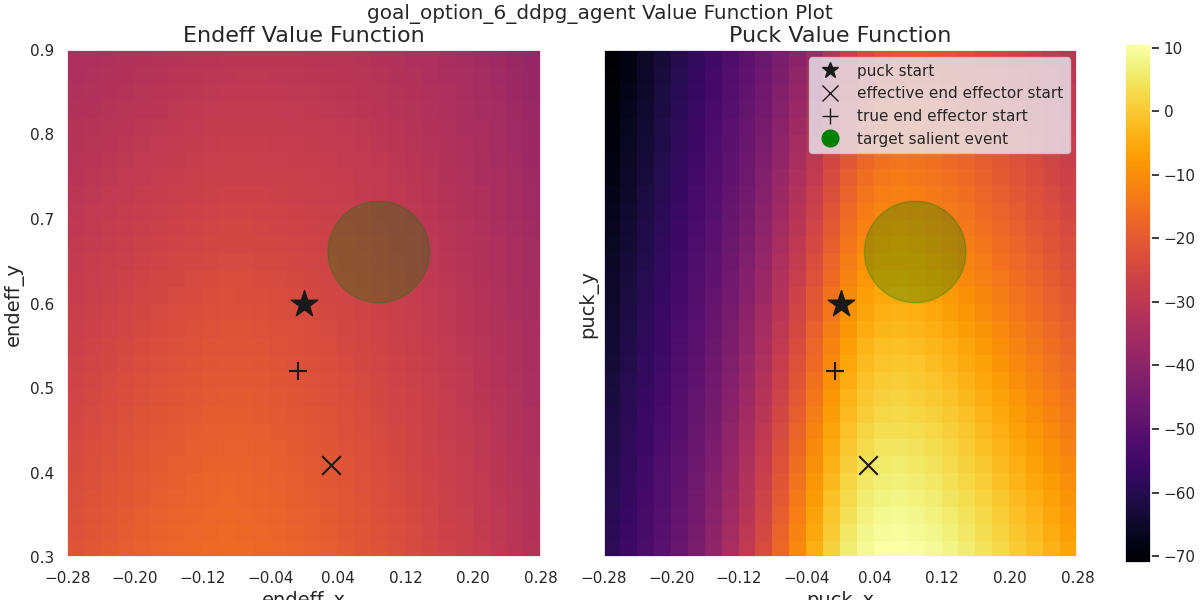 goal_option_6_ddpg_agent Value Function Plot
Endeff Value Function
Puck Value Function
puck start
effective end effector start
true end effector start
target salient event
0.9
0.8
0.7
0.6
0.5
0.4
0.3
endeff_y
−0.28 −0.20 −0.12 −0.04 0.04 0.12 0.20 0.28
endeff_x
puck_y
−0.28 −0.20 −0.12 −0.04 0.04 0.12 0.20 0.28
puck_x
10
0
−10
−20
−30
−40
−50
−60
−70